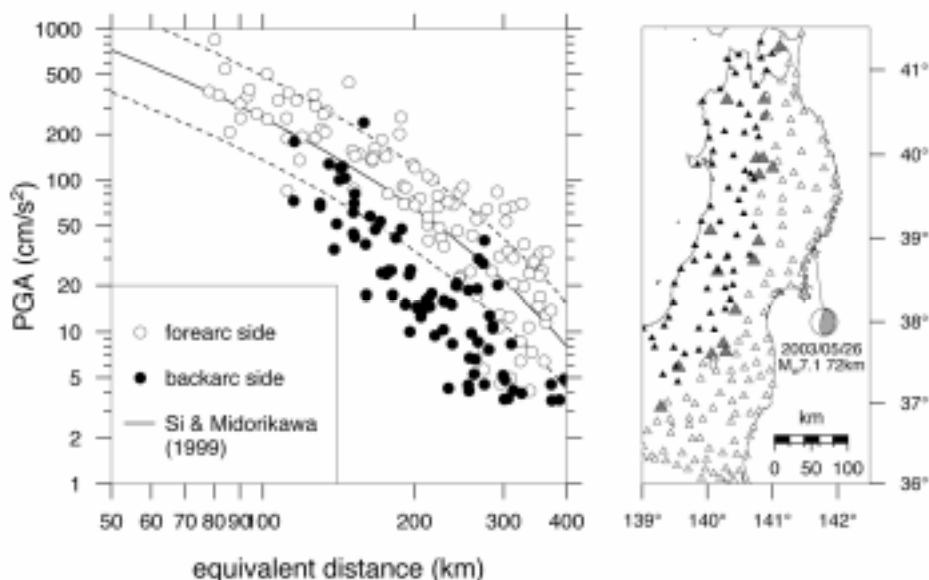 1000
500
200
100
50
20
10
5
2
1
PGA (cm/s²)
forearc side
backarc side
Si & Midorikawa
(1999)
50 60 70 80 90 100 200 300 400
equivalent distance (km)
41°
40°
39°
38°
37°
36°
2003/05/26
Mw7.1 72km
km
0 50 100
139° 140° 141° 142°